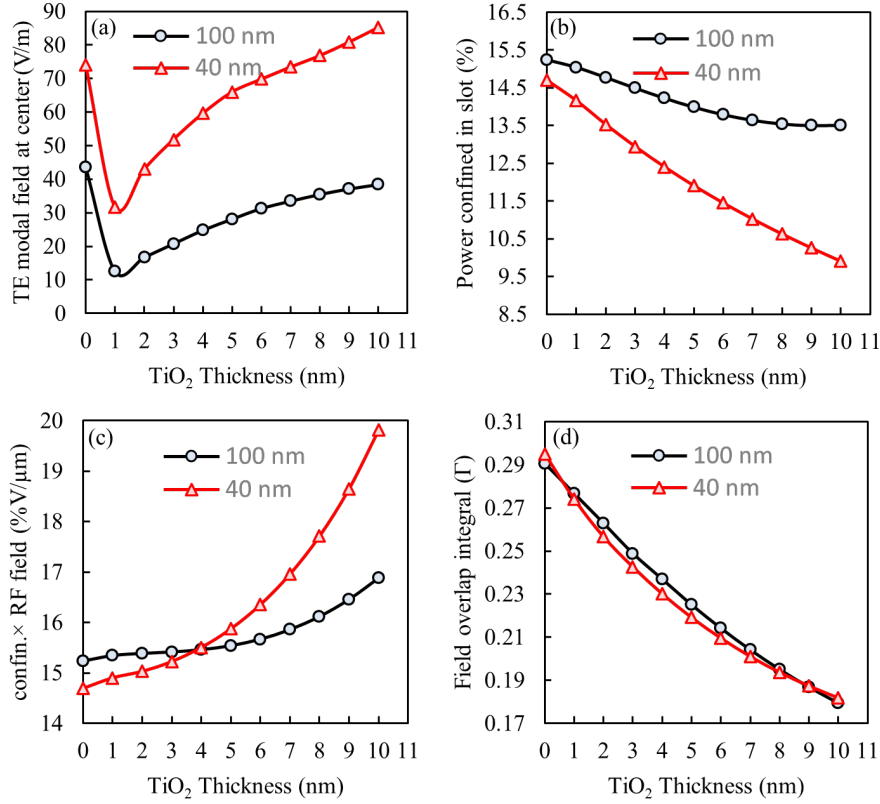 (a)
100 nm
40 nm
TE modal field at center (V/m)
90
80
70
60
50
40
30
20
10
0
0 1 2 3 4 5 6 7 8 9 10 11
TiO₂ Thickness (nm)
(b)
100 nm
40 nm
Power confined in slot (%)
16.5
15.5
14.5
13.5
12.5
11.5
10.5
9.5
8.5
0 1 2 3 4 5 6 7 8 9 10 11
TiO₂ Thickness (nm)
(c)
100 nm
40 nm
confin.× RF field (%V/µm)
20
19
18
17
16
15
14
0 1 2 3 4 5 6 7 8 9 10 11
TiO₂ Thickness (nm)
(d)
100 nm
40 nm
Field overlap integral (Γ)
0.31
0.29
0.27
0.25
0.23
0.21
0.19
0.17
0 1 2 3 4 5 6 7 8 9 10 11
TiO₂ Thickness (nm)